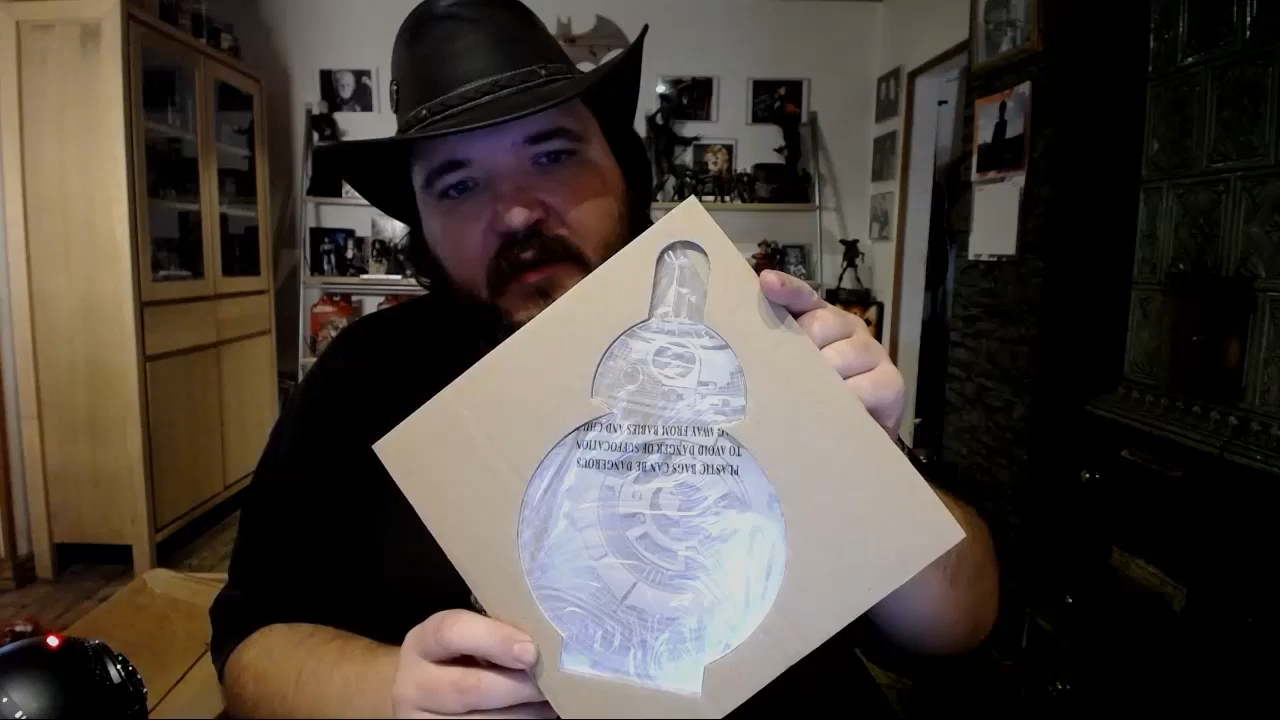 PLASTIC BAGS CAN BE DANGEROUS
TO AVOID DANGER OF SUFFOCATION
AWAY FROM BABIES AND